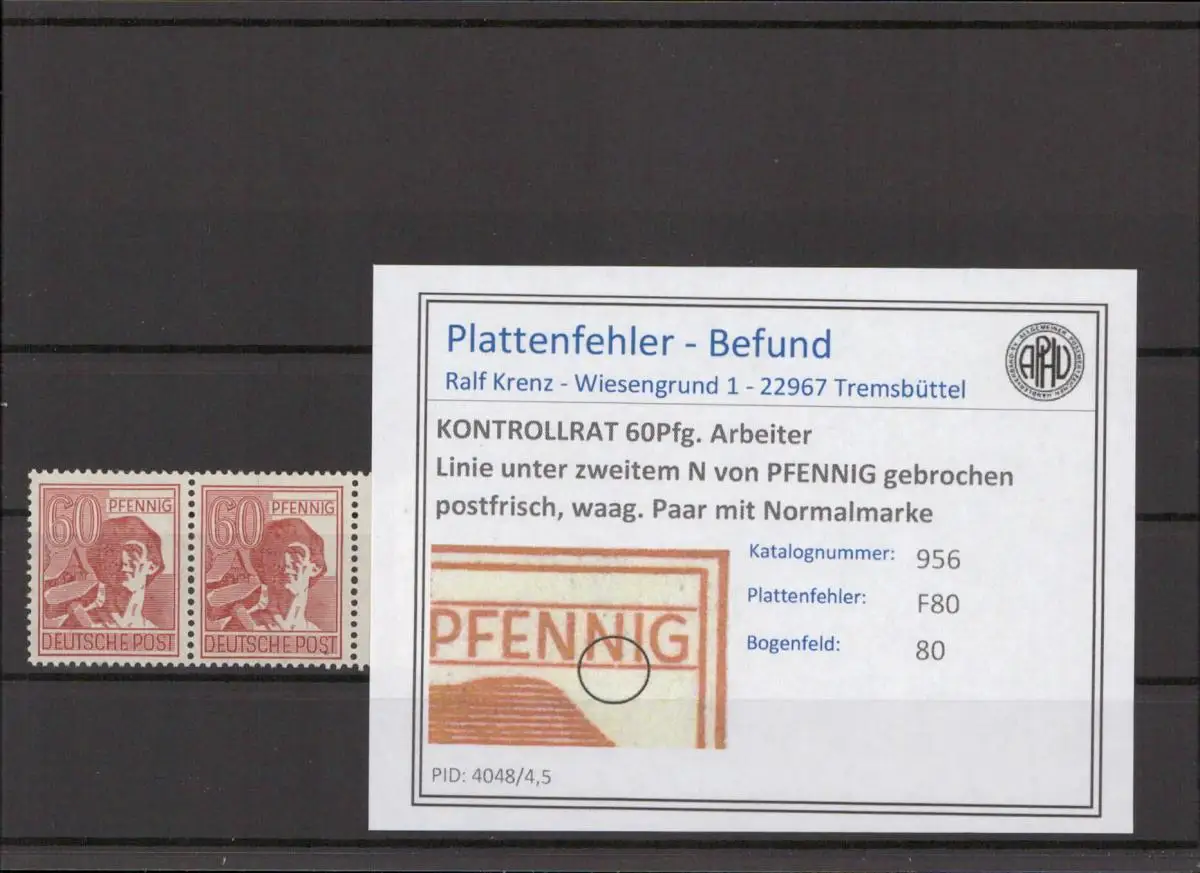 60 PFENNIG
DEUTSCHE POST
60 PFENNIG
DEUTSCHE POST
Plattenfehler - Befund
Ralf Krenz - Wiesengrund 1 - 22967 Tremsbüttel
APHV
KONTROLLRAT 60Pfg. Arbeiter
Linie unter zweitem N von PFENNIG gebrochen
postfrisch, waag. Paar mit Normalmarke
PFENNIG
Katalognummer: 956
Plattenfehler: F80
Bogenfeld: 80
PID: 4048/4,5